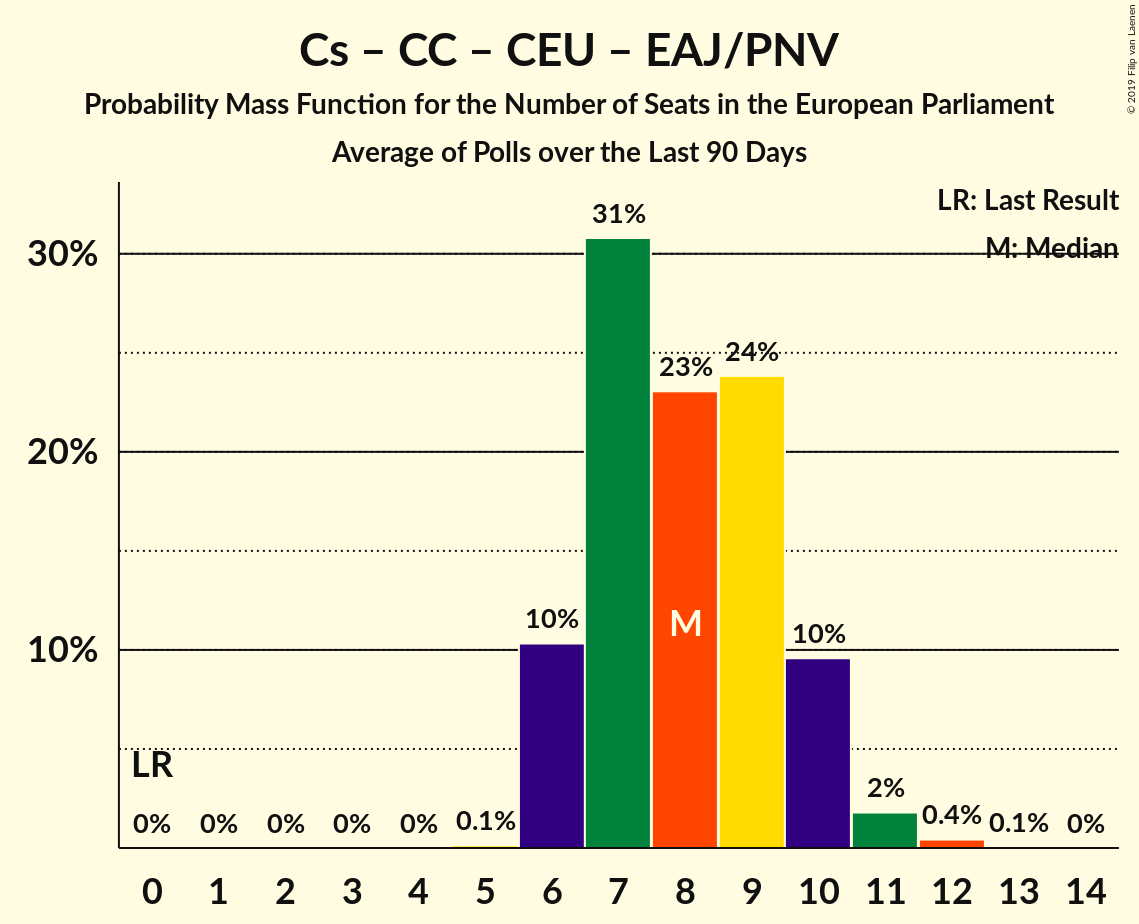 Cs – CC – CEU – EAJ/PNV
Probability Mass Function for the Number of Seats in the European Parliament
Average of Polls over the Last 90 Days
© 2019 Filip van Laenen
LR: Last Result
M: Median
30%
20%
10%
31%
23%
24%
10%
M
10%
LR
0%
0%
0%
0%
0%
0.1%
2%
0.4%
0.1%
0%
0 1 2 3 4 5 6 7 8 9 10 11 12 13 14